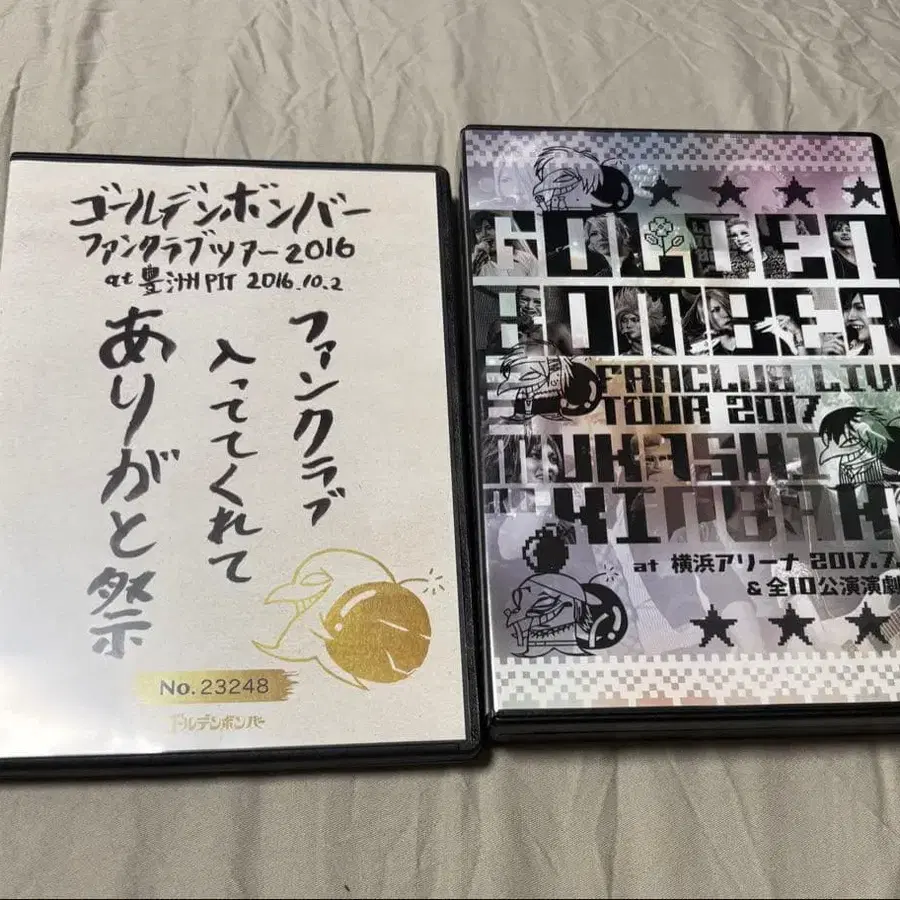 ゴールデンボンバー
ファンクラブツアー2016
at 豊洲PIT 2016.10.2
ファンクラブ
入っててくれて
ありがと祭
No.23248
ゴールデンボンバー
GOLDEN
BOMBER
FANCLUB LIVE
TOUR 2017
MUKASHI
KINBAKU
at 横浜アリーナ 2017.7.
&全10公演演劇